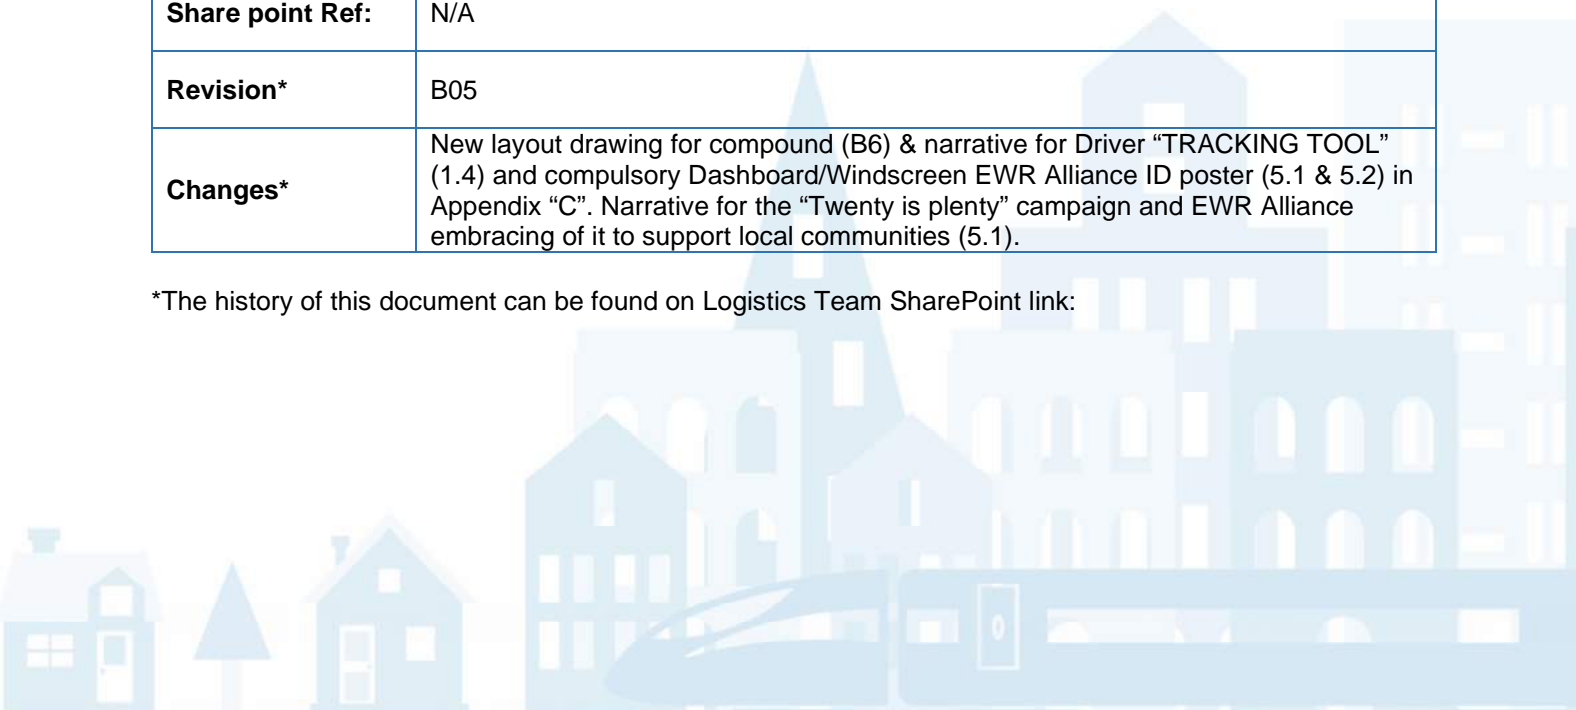 Share point Ref: N/A
Revision* B05
Changes* New layout drawing for compound (B6) & narrative for Driver “TRACKING TOOL”
(1.4) and compulsory Dashboard/Windscreen EWR Alliance ID poster (5.1 & 5.2) in
Appendix “C”. Narrative for the “Twenty is plenty” campaign and EWR Alliance
embracing of it to support local communities (5.1).
*The history of this document can be found on Logistics Team SharePoint link: